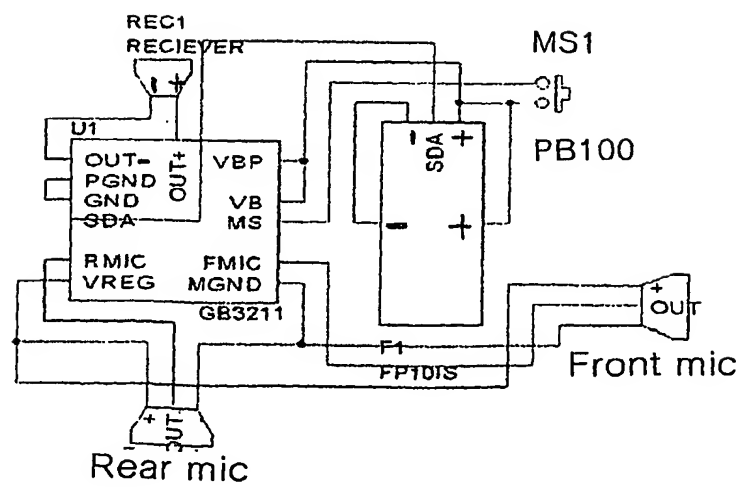 REC1
RECIEVER
MS1
PB100
- +
U1
OUT-
OUT+
PGND
GND
SDA
RMIC
VREG
VBP
VB
MS
FMIC
MGND
GB3211
- SDA +
- +
F1
FP10IS
+
OUT
Front mic
+ OUT
Rear mic